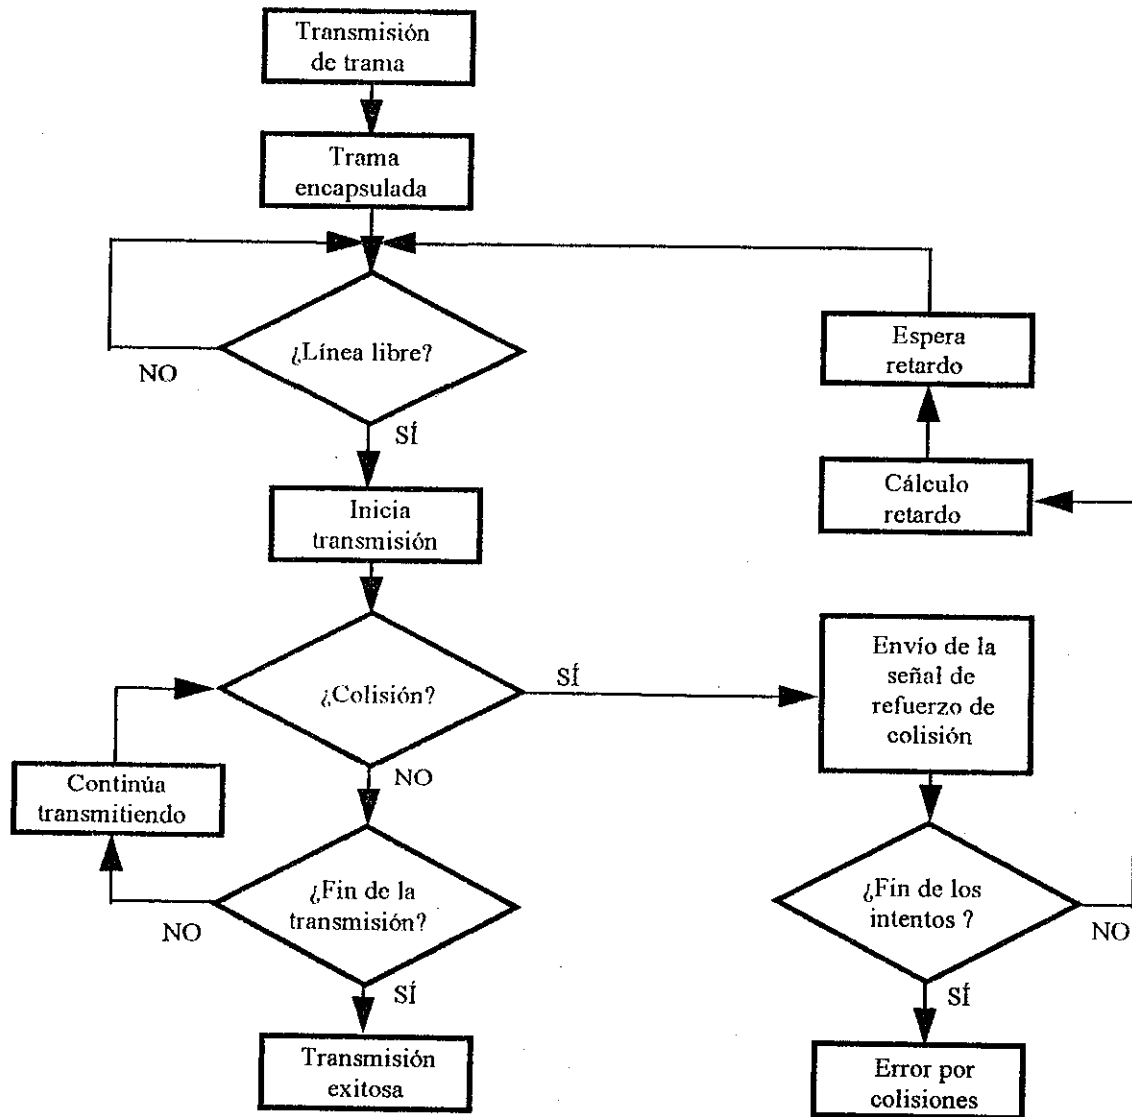 Transmisión
de trama
Trama
encapsulada
¿Línea libre?
NO
SÍ
Espera
retardo
Cálculo
retardo
Inicia
transmisión
¿Colisión?
SÍ
NO
Envío de la
señal de
refuerzo de
colisión
Continúa
transmitiendo
¿Fin de la
transmisión?
NO
SÍ
¿Fín de los
intentos ?
NO
SÍ
Transmisión
exitosa
Error por
colisiones